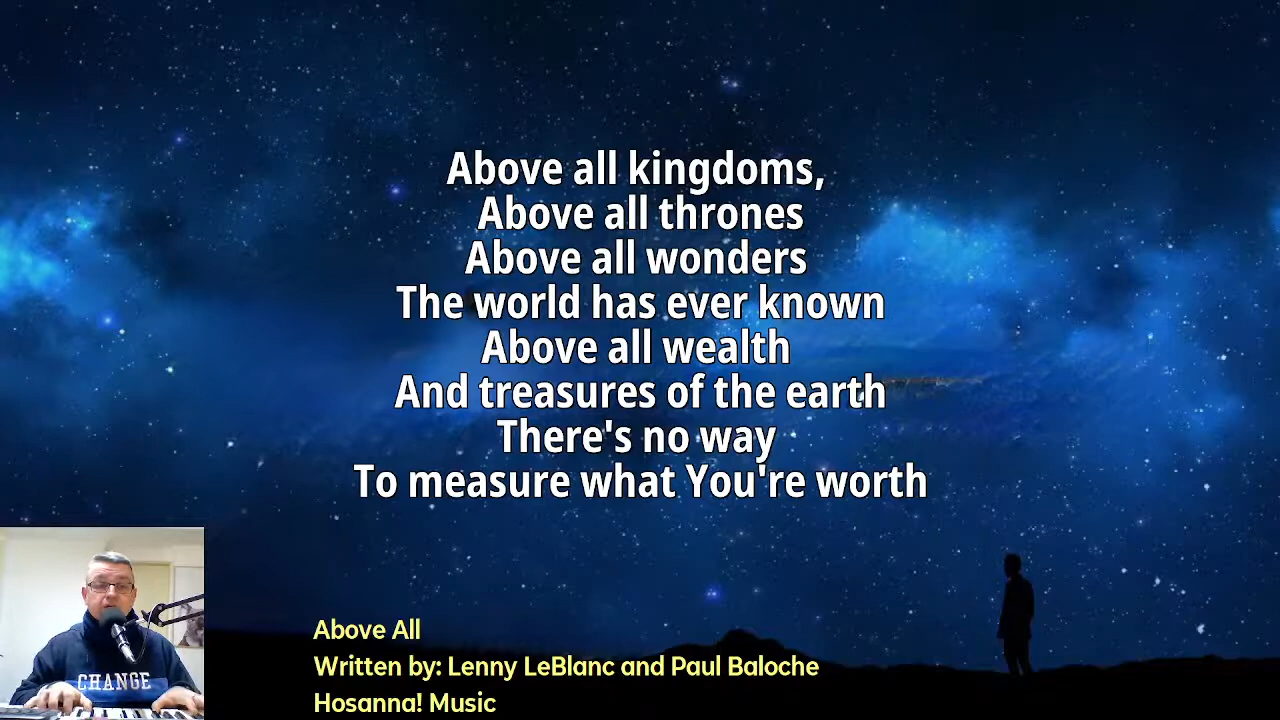 Above all kingdoms,
Above all thrones
Above all wonders
The world has ever known
Above all wealth
And treasures of the earth
There's no way
To measure what You're worth
CHANGE
Above All
Written by: Lenny LeBlanc and Paul Baloche
Hosanna! Music